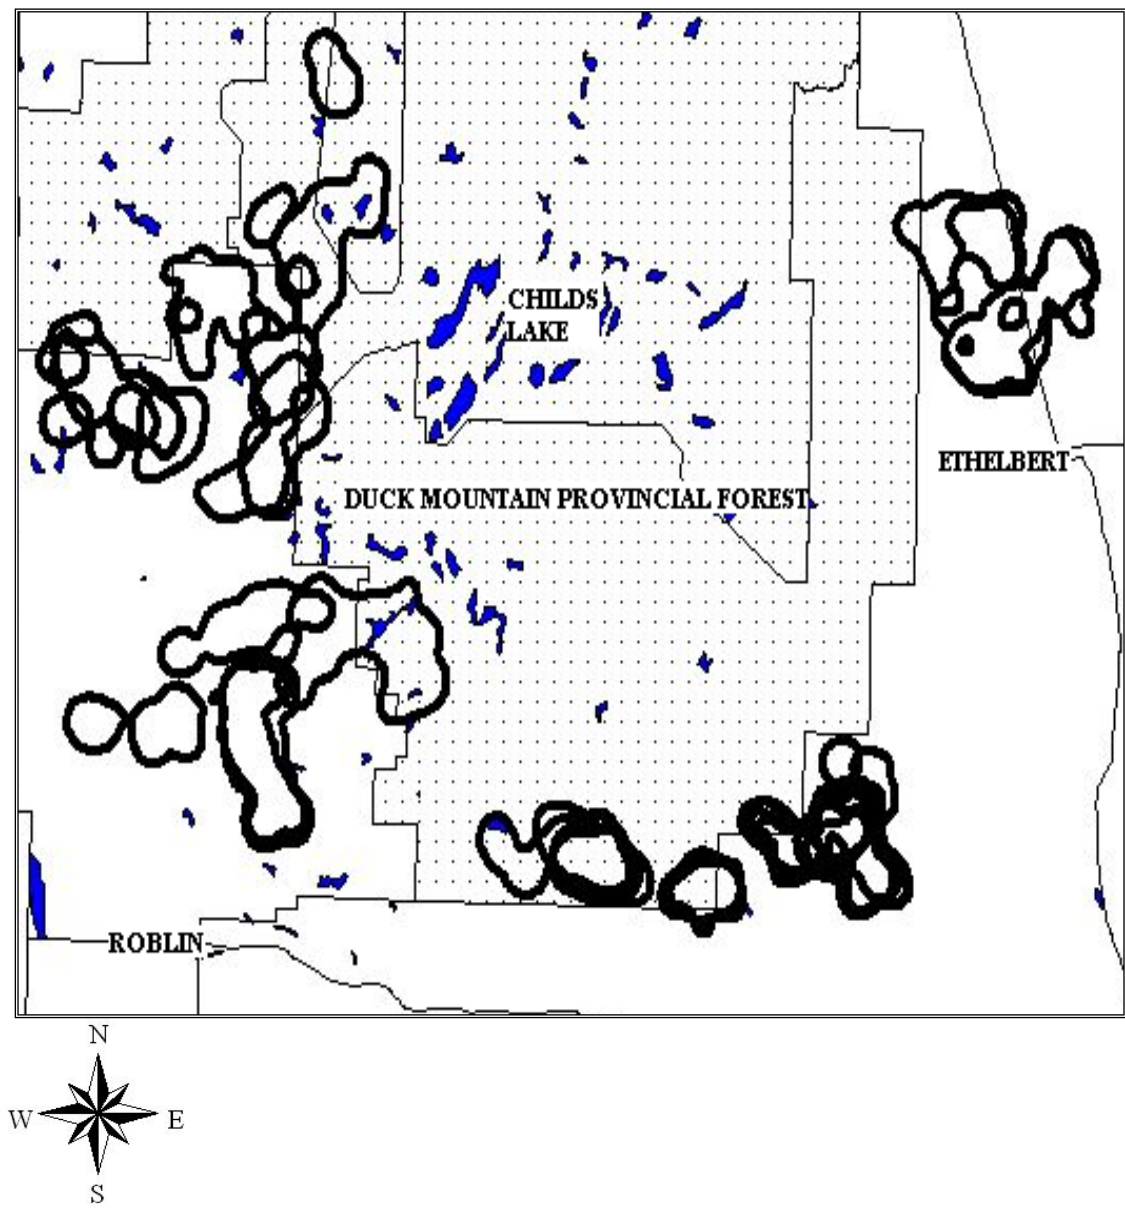 CHILDS
LAKE
ETHELBERT
DUCK MOUNTAIN PROVINCIAL FOREST
ROBLIN
N
W E
S